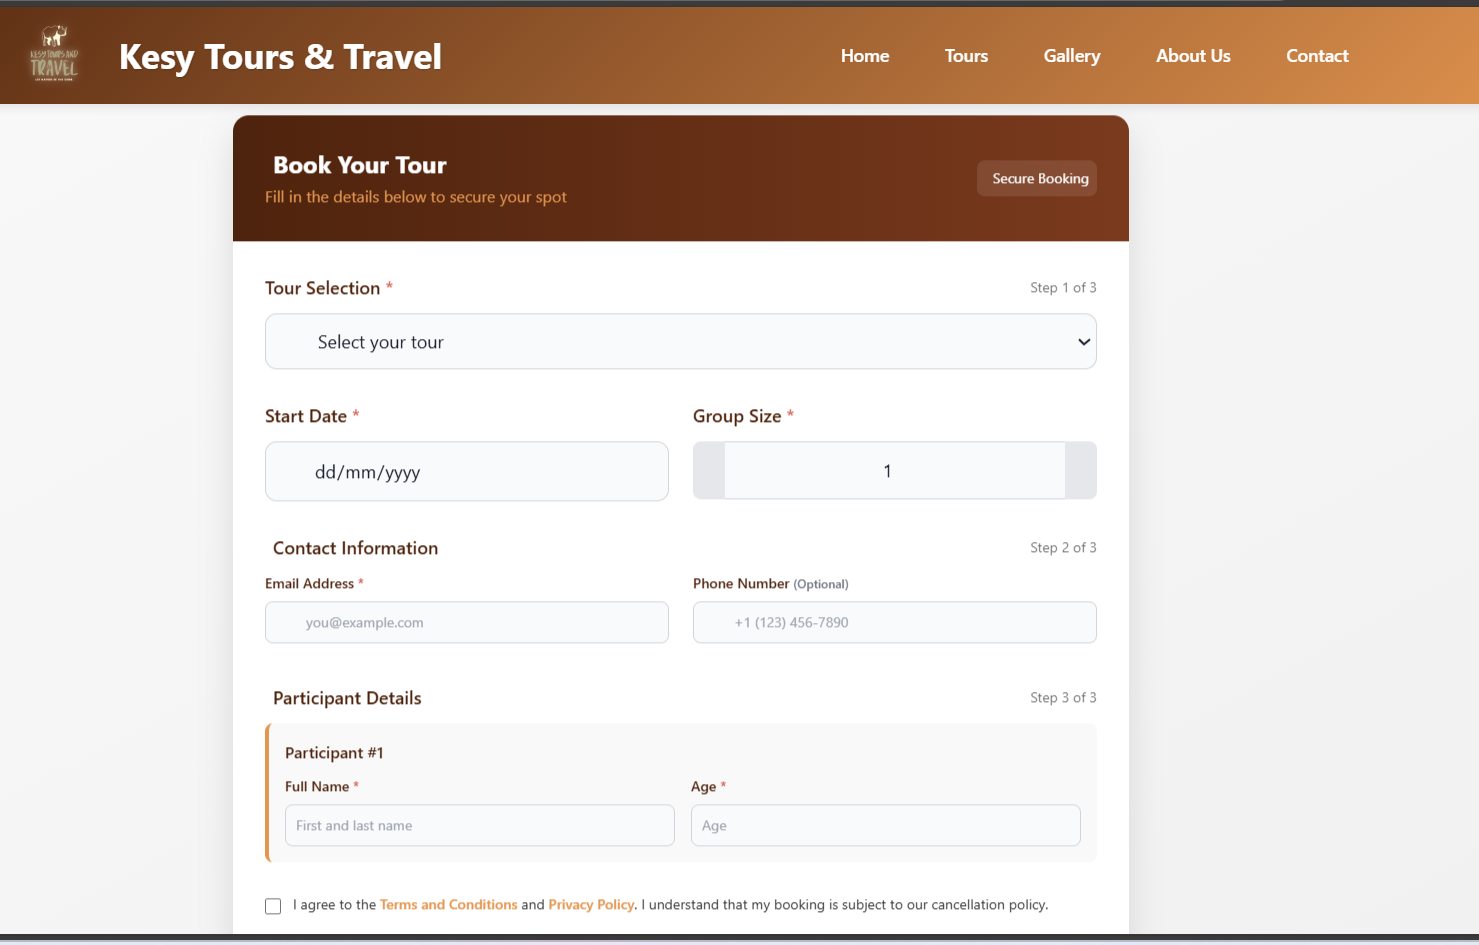 KESY TOURS AND
TRAVEL
Kesy Tours & Travel
Home
Tours
Gallery
About Us
Contact
Book Your Tour
Fill in the details below to secure your spot
Secure Booking
Tour Selection *
Step 1 of 3
Select your tour
Start Date *
Group Size *
dd/mm/yyyy
1
Contact Information
Step 2 of 3
Email Address *
Phone Number (Optional)
you@example.com
+1 (123) 456-7890
Participant Details
Step 3 of 3
Participant #1
Full Name *
Age *
First and last name
Age
I agree to the Terms and Conditions and Privacy Policy. I understand that my booking is subject to our cancellation policy.